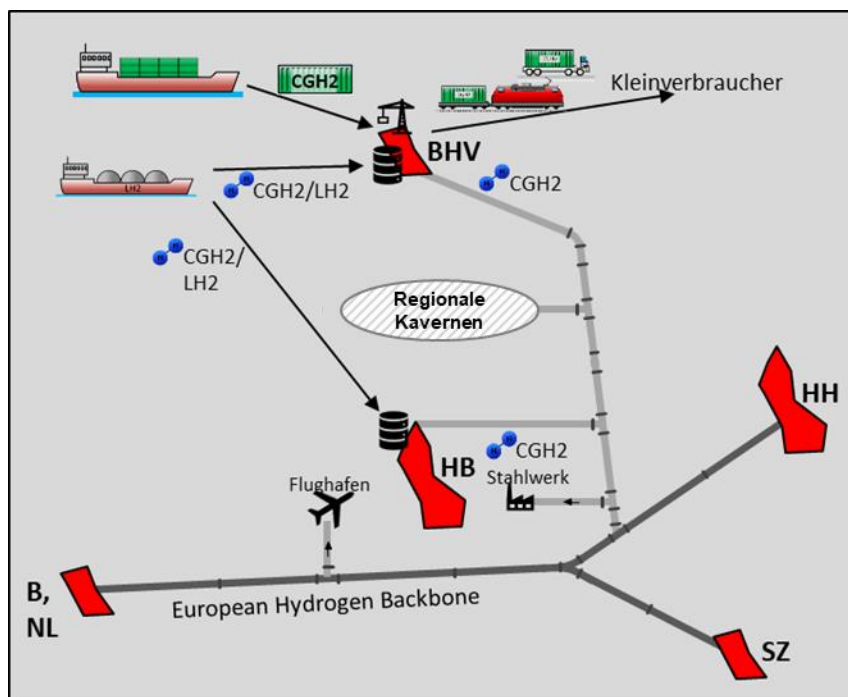 CGH2
Kleinverbraucher
BHV
LH2
CGH2/LH2
CGH2
CGH2/
LH2
Regionale
Kavernen
HH
HB
CGH2
Stahlwerk
Flughafen
B,
NL
European Hydrogen Backbone
SZ